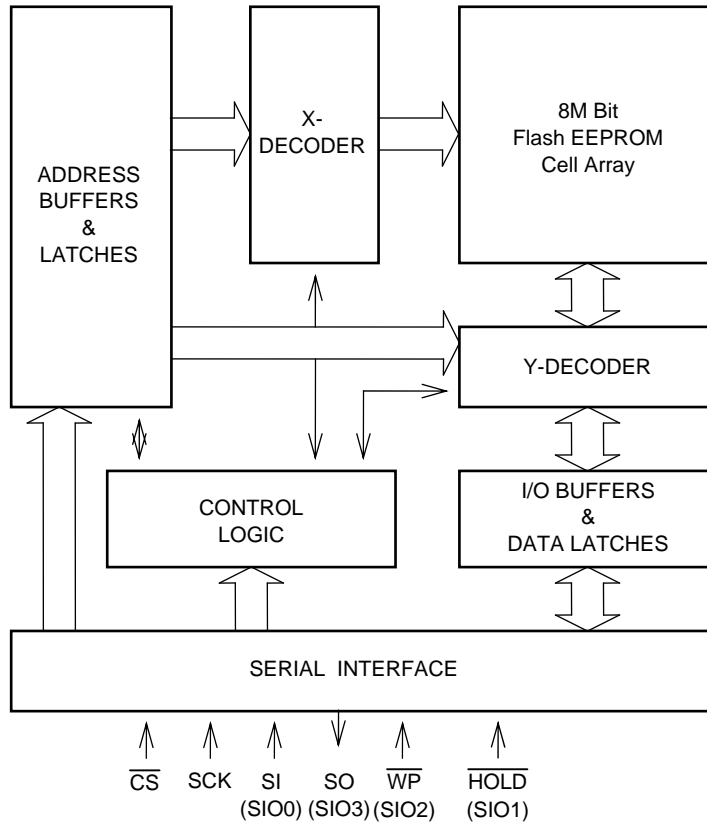 X-
DECODER
8M Bit
Flash EEPROM
Cell Array
ADDRESS
BUFFERS
&
LATCHES
Y-DECODER
CONTROL
LOGIC
I/O BUFFERS
&
DATA LATCHES
SERIAL INTERFACE
CS SCK SI SO WP HOLD
(SIO0) (SIO3) (SIO2) (SIO1)